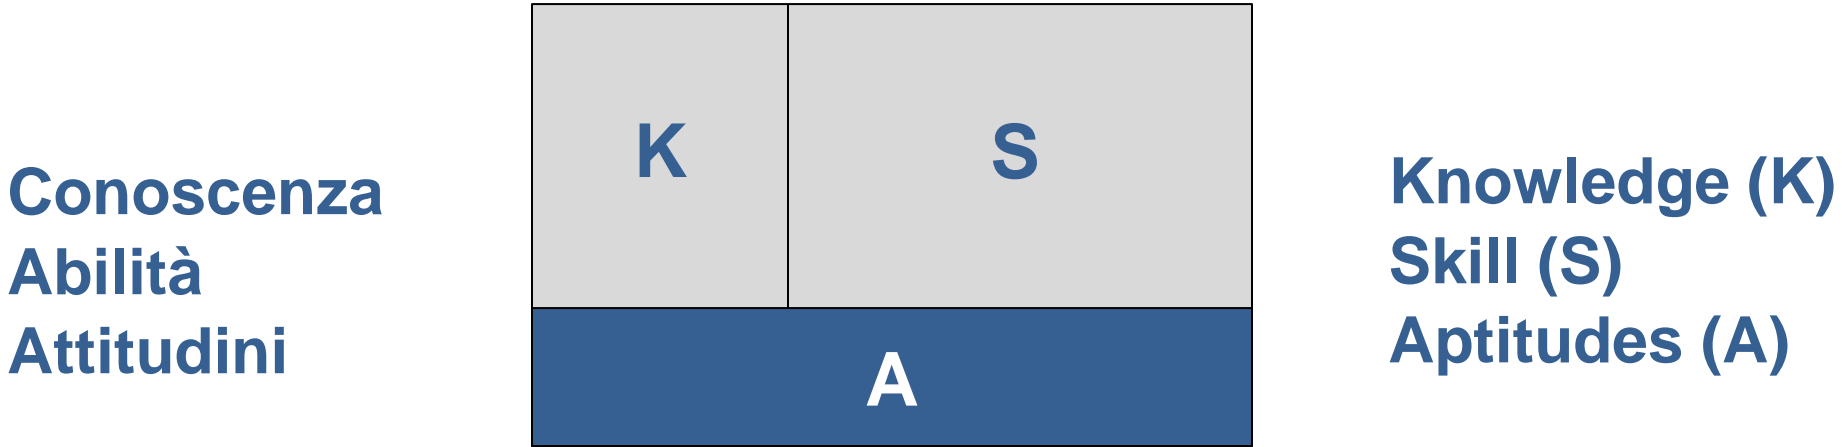 Conoscenza
Abilità
Attitudini
K
S
A
Knowledge (K)
Skill (S)
Aptitudes (A)